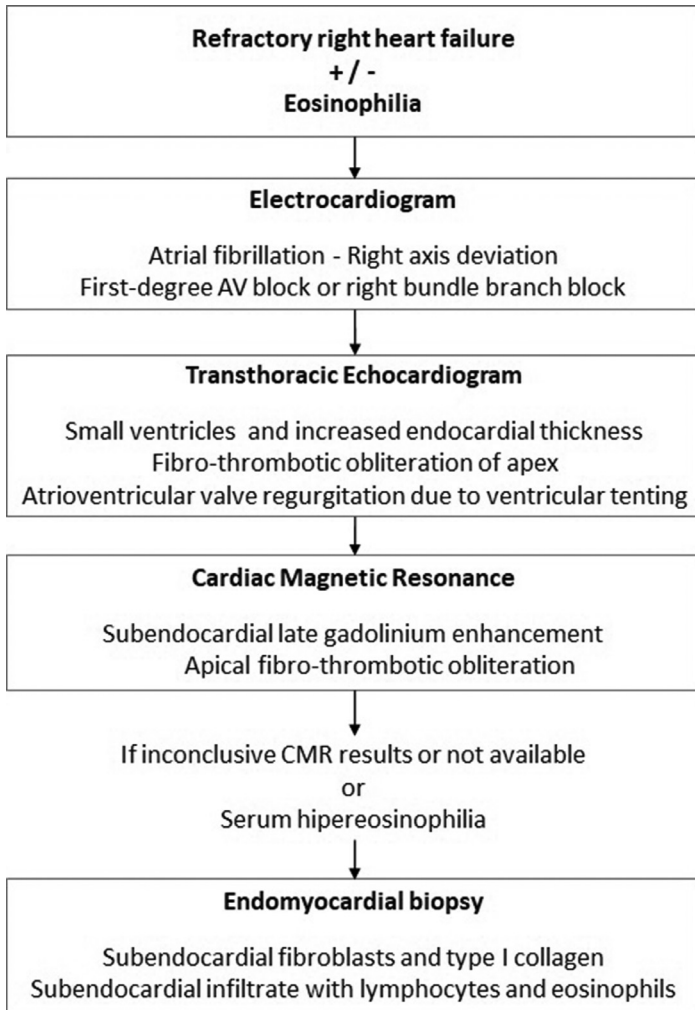 Refractory right heart failure
+ / -
Eosinophilia
Electrocardiogram
Atrial fibrillation - Right axis deviation
First-degree AV block or right bundle branch block
Transthoracic Echocardiogram
Small ventricles and increased endocardial thickness
Fibro-thrombotic obliteration of apex
Atrioventricular valve regurgitation due to ventricular tenting
Cardiac Magnetic Resonance
Subendocardial late gadolinium enhancement
Apical fibro-thrombotic obliteration
If inconclusive CMR results or not available
or
Serum hipereosinophilia
Endomyocardial biopsy
Subendocardial fibroblasts and type I collagen
Subendocardial infiltrate with lymphocytes and eosinophils